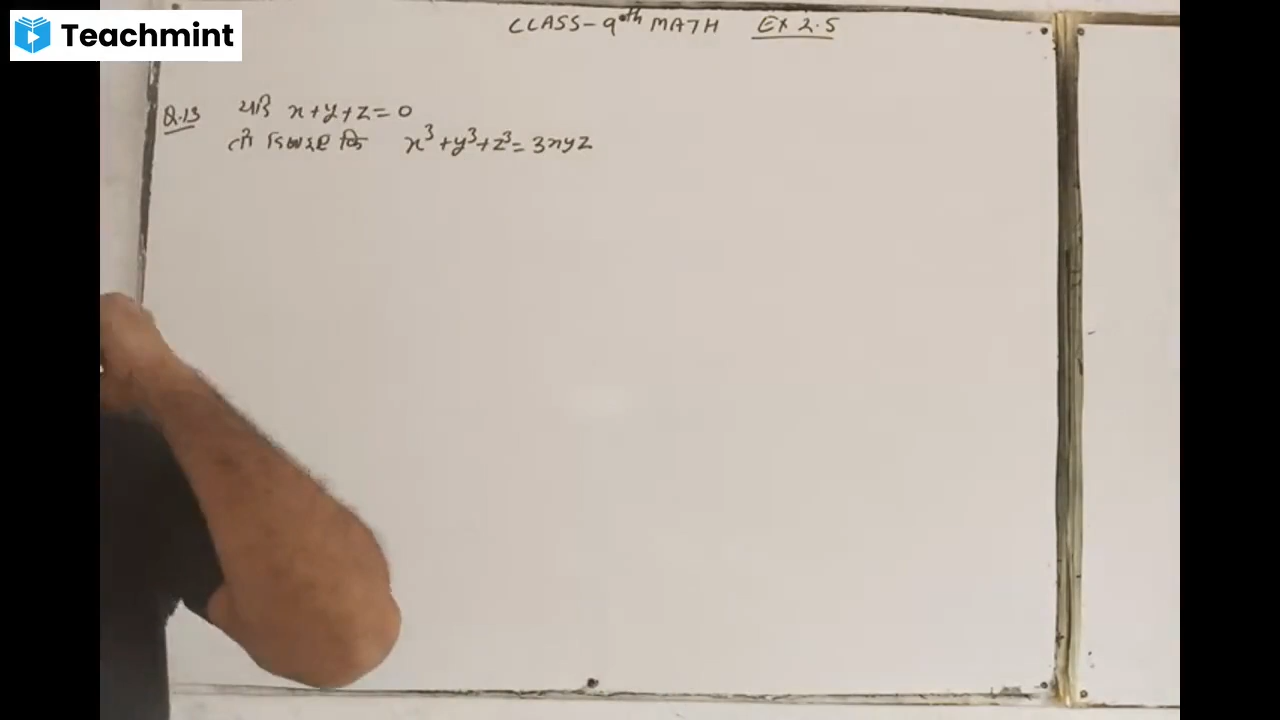 Teachmint
CLASS-9th MATH EX 2.5
Q.13 यदि x+y+z=0
तो दिखाइए कि x³+y³+z³=3xyz